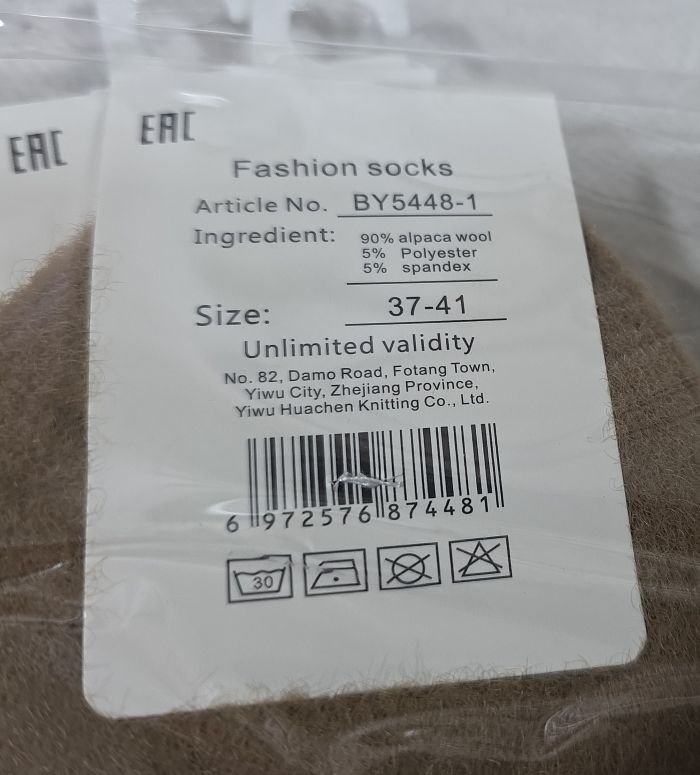 EAC
EAC
Fashion socks
Article No. BY5448-1
Ingredient: 90% alpaca wool
5% Polyester
5% spandex
Size: 37-41
Unlimited validity
No. 82, Damo Road, Fotang Town,
Yiwu City, Zhejiang Province,
Yiwu Huachen Knitting Co., Ltd.
6 972576 874481
30